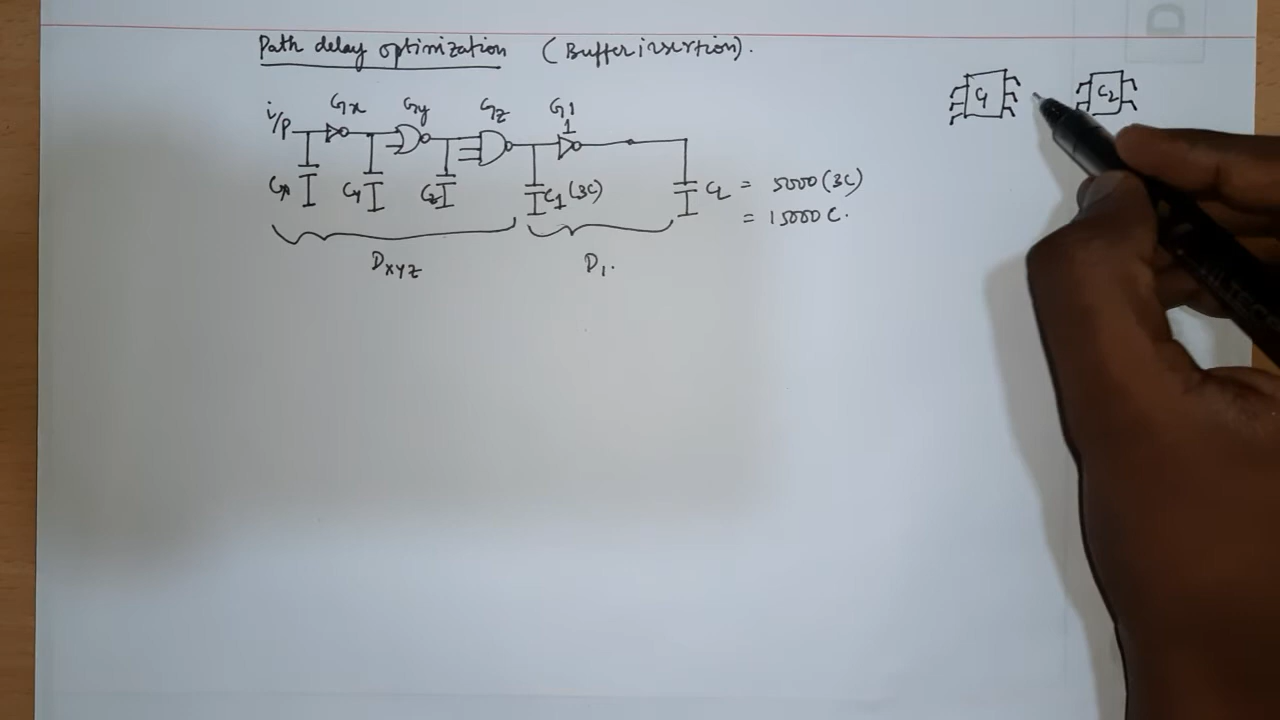 Path delay optimization (Buffer insertion).
i/p Gx Gy Gz G1
1
Cx Cy Cz C1 (3C) CL = 5000 (3C)
= 15000 C.
DXYZ D1.
C1 C2
D